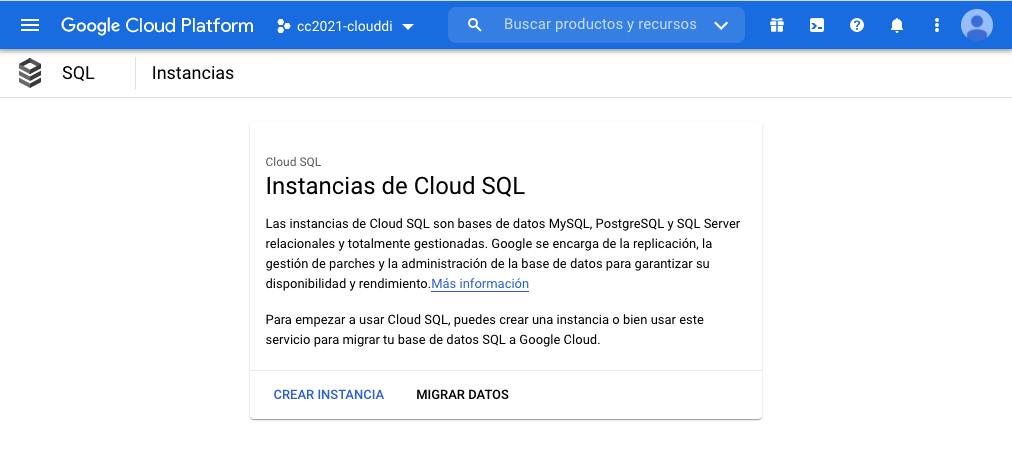 Google Cloud Platform
cc2021-clouddi
Buscar productos y recursos
SQL
Instancias
Cloud SQL
Instancias de Cloud SQL
Las instancias de Cloud SQL son bases de datos MySQL, PostgreSQL y SQL Server
relacionales y totalmente gestionadas. Google se encarga de la replicación, la
gestión de parches y la administración de la base de datos para garantizar su
disponibilidad y rendimiento.Más información
Para empezar a usar Cloud SQL, puedes crear una instancia o bien usar este
servicio para migrar tu base de datos SQL a Google Cloud.
CREAR INSTANCIA
MIGRAR DATOS